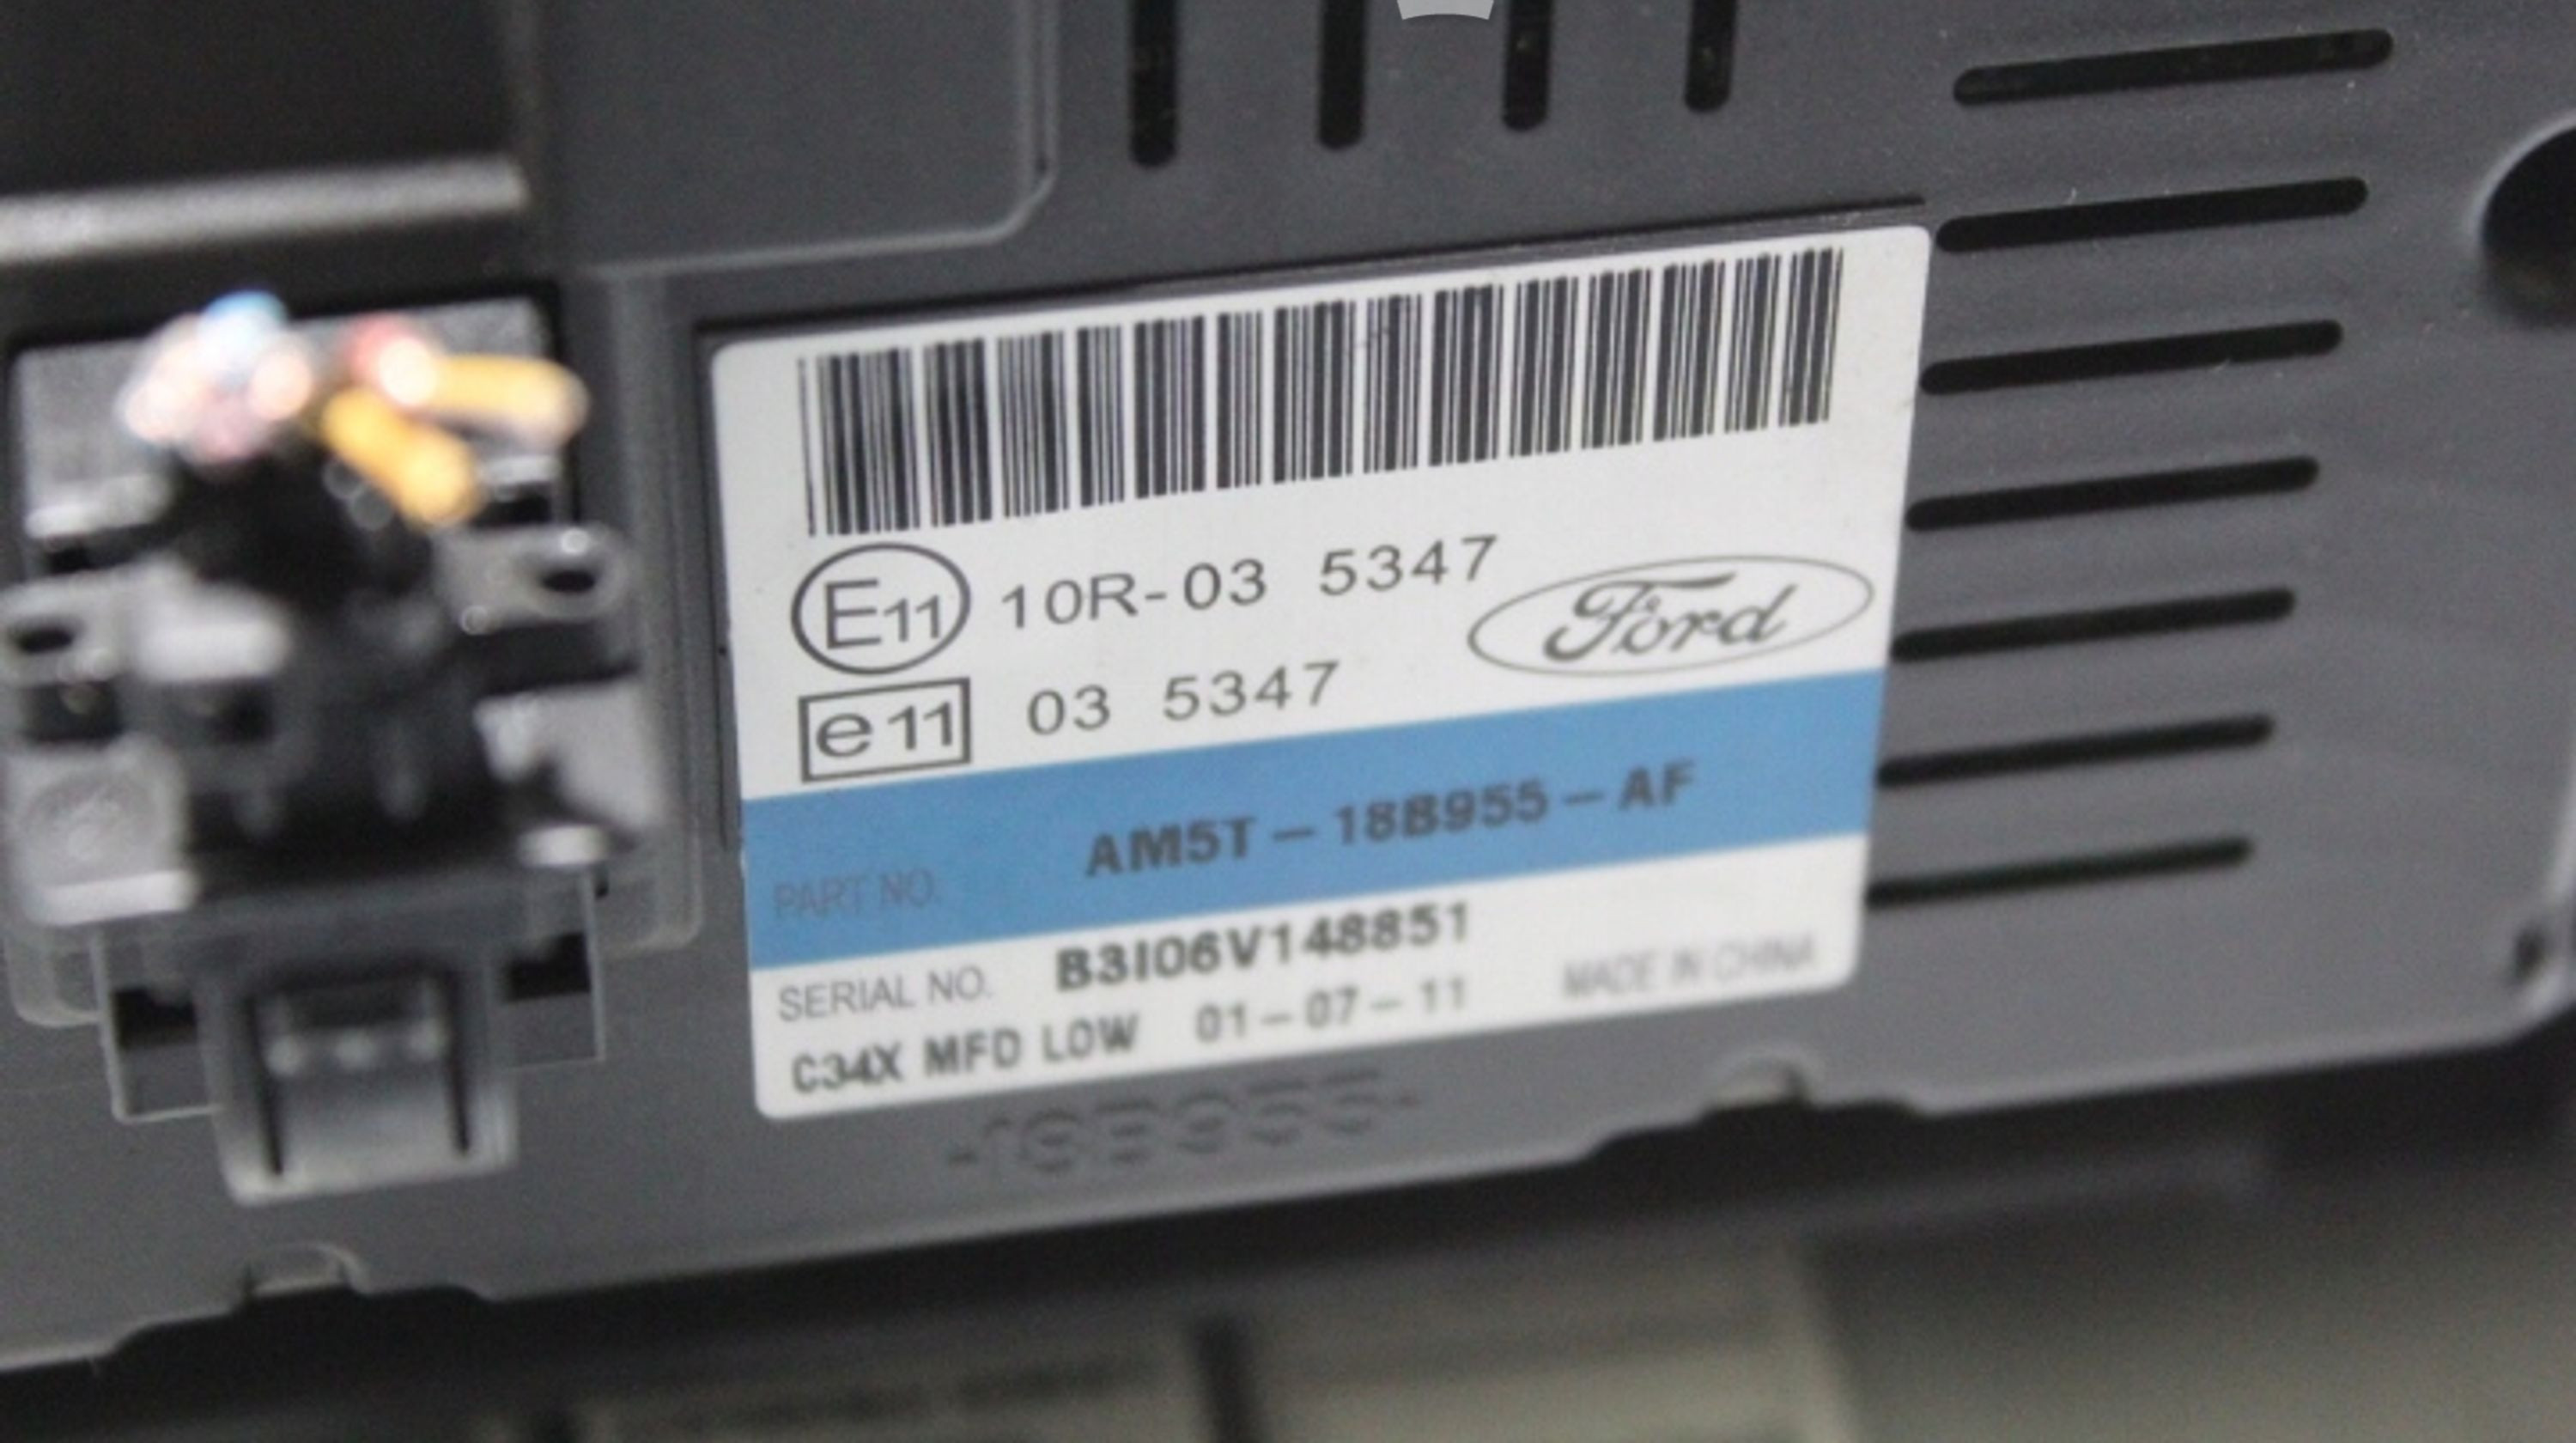 E11 10R-03 5347
Ford
e11 03 5347
PART NO. AM5T-18B955-AF
SERIAL NO. B3I06V148851
C34X MFD LOW 01-07-11 MADE IN CHINA
-18B955-